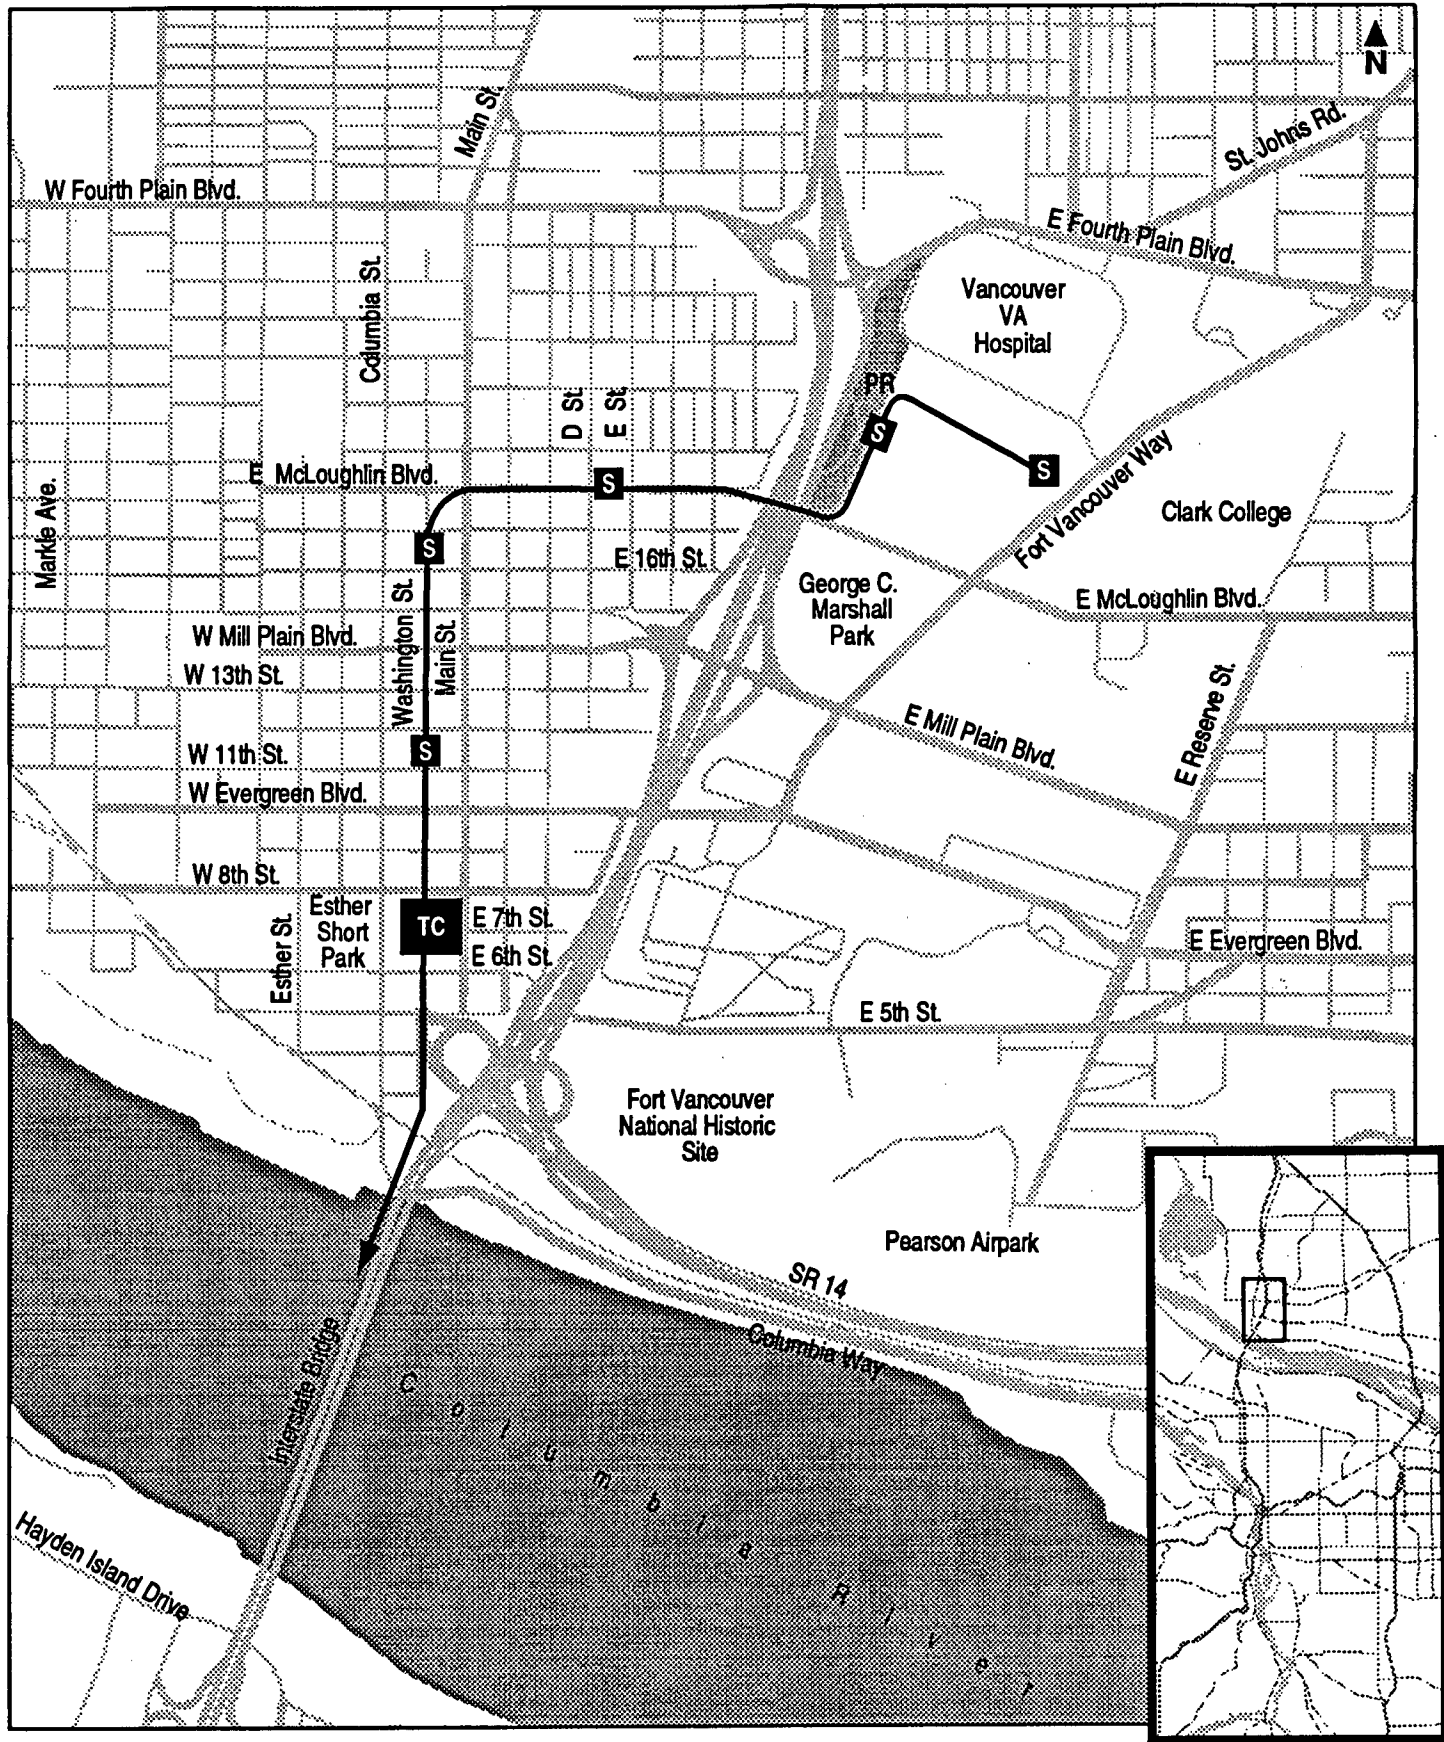 N
Main St.
St. Johns Rd.
W Fourth Plain Blvd.
E Fourth Plain Blvd.
Columbia St.
Vancouver
VA
Hospital
PR
D St.
E St.
S
S
S
E McLoughlin Blvd.
Markle Ave.
Fort Vancouver Way
Clark College
S
E 16th St.
George C.
Marshall
Park
E McLoughlin Blvd.
W Mill Plain Blvd.
Washington St.
Main St.
W 13th St.
E Reserve St.
E Mill Plain Blvd.
S
W 11th St.
W Evergreen Blvd.
W 8th St.
Esther
Short
Park
TC
E 7th St.
E 6th St.
Esther St.
E Evergreen Blvd.
E 5th St.
Fort Vancouver
National Historic
Site
Pearson Airpark
SR 14
Columbia Way
Interstate Bridge
Columbia River
Hayden Island Drive